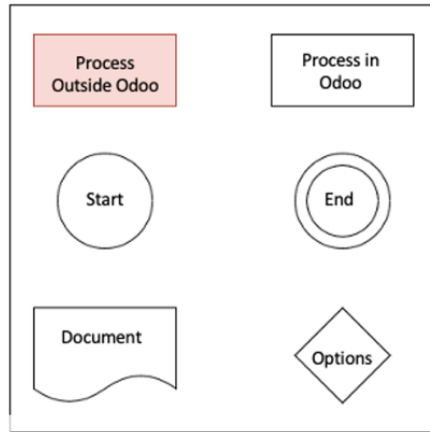 Process
Outside Odoo
Process in
Odoo
Start
End
Document
Options